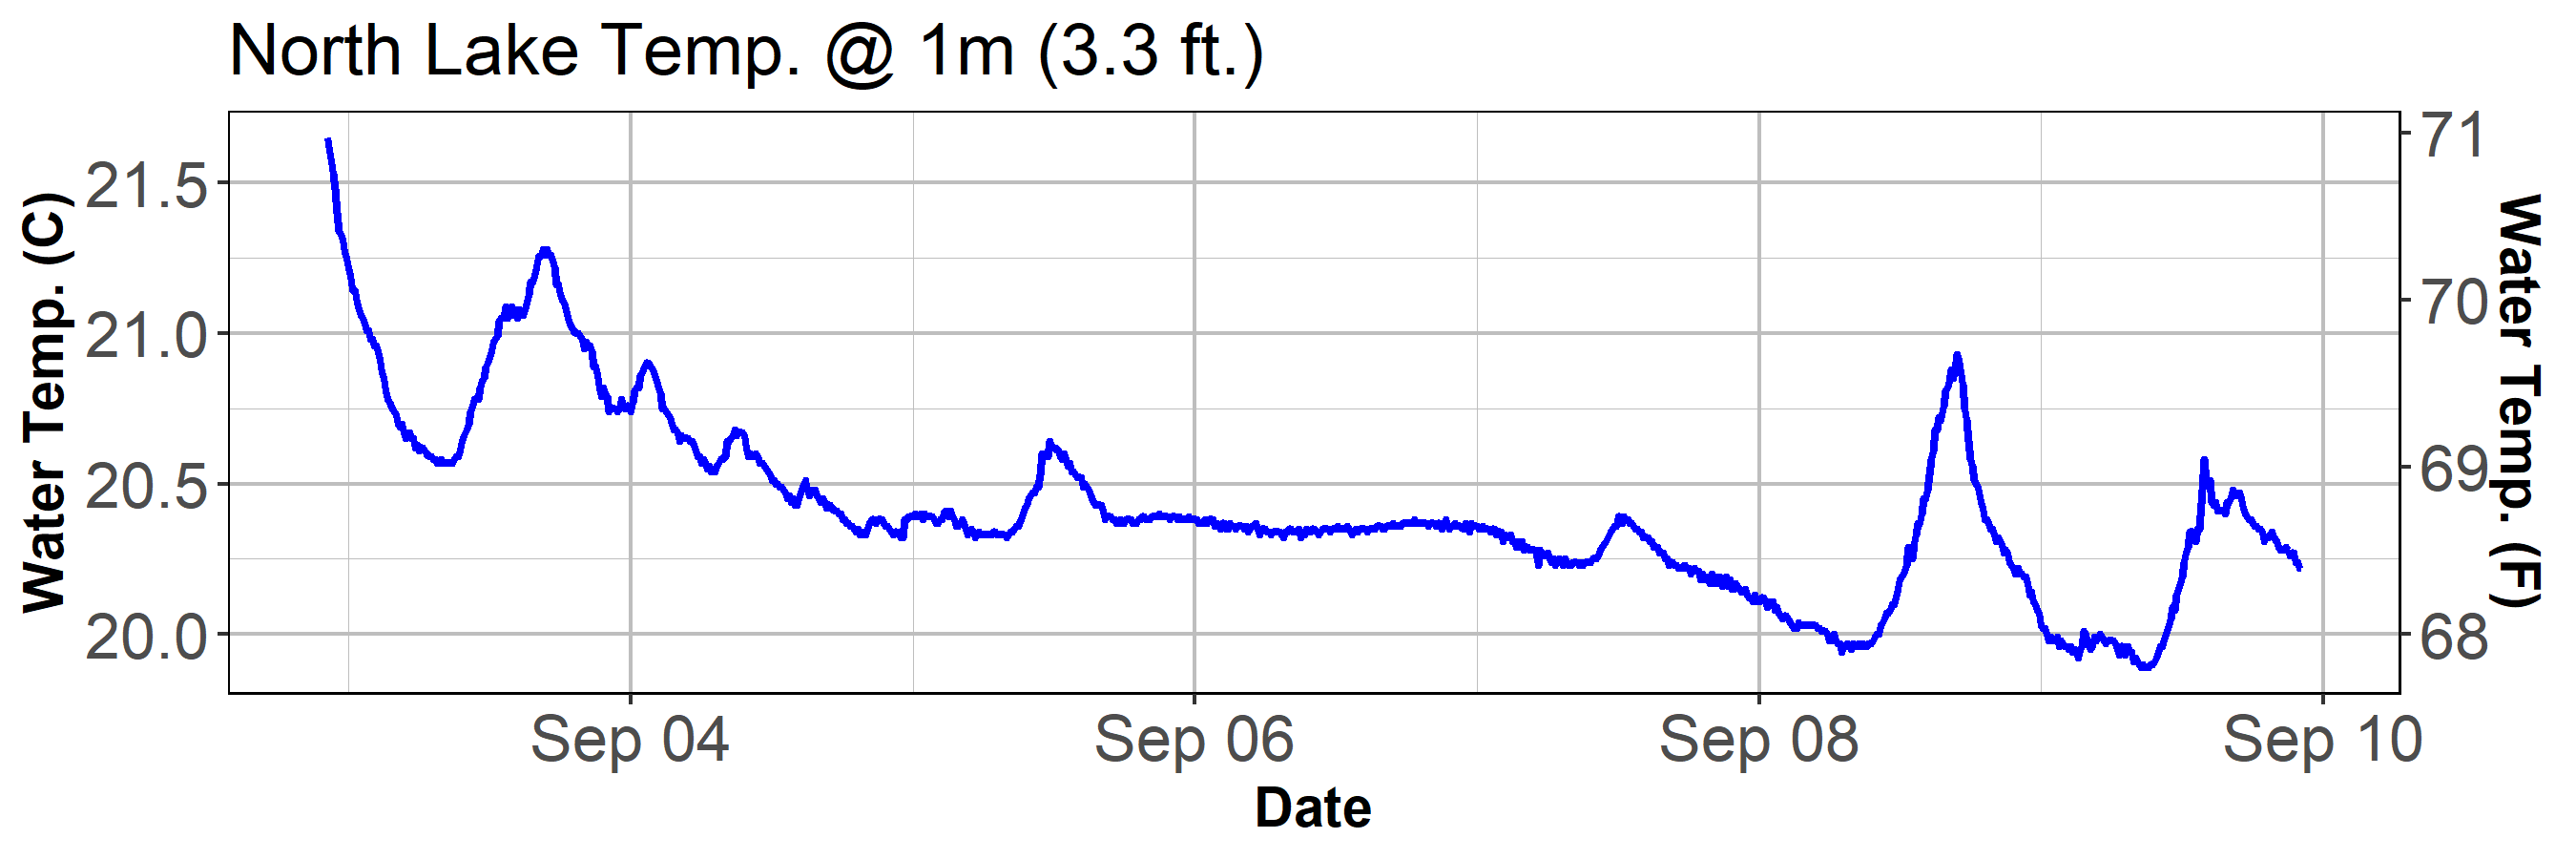 North Lake Temp. @ 1m (3.3 ft.)
Water Temp. (C)
21.5
21.0
20.5
20.0
71
70
69
68
Water Temp. (F)
Sep 04 Sep 06 Sep 08 Sep 10
Date